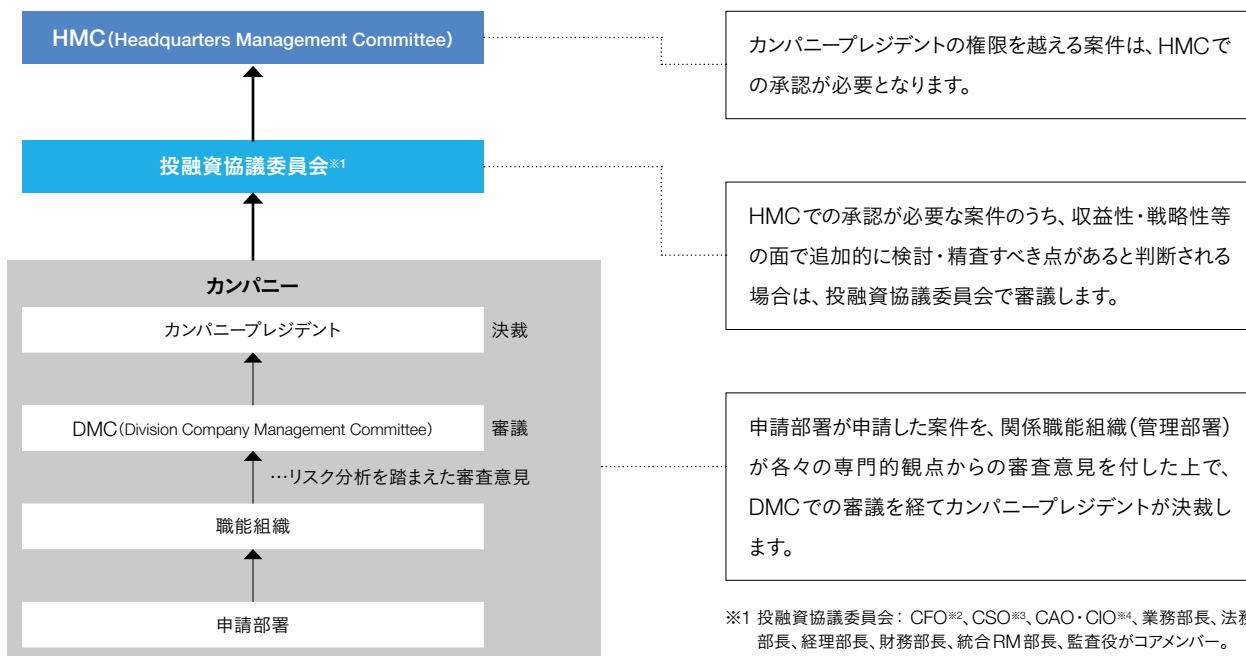 HMC(Headquarters Management Committee)
カンパニープレジデントの権限を越える案件は、HMCで
の承認が必要となります。
投融資協議委員会※1
HMCでの承認が必要な案件のうち、収益性・戦略性等
の面で追加的に検討・精査すべき点があると判断される
場合は、投融資協議委員会で審議します。
カンパニー
カンパニープレジデント
決裁
DMC(Division Company Management Committee)
審議
…リスク分析を踏まえた審査意見
職能組織
申請部署
申請部署が申請した案件を、関係職能組織(管理部署)
が各々の専門的観点からの審査意見を付した上で、
DMCでの審議を経てカンパニープレジデントが決裁し
ます。
※1 投融資協議委員会: CFO※2、CSO※3、CAO・CIO※4、業務部長、法務
部長、経理部長、財務部長、統合RM部長、監査役がコアメンバー。